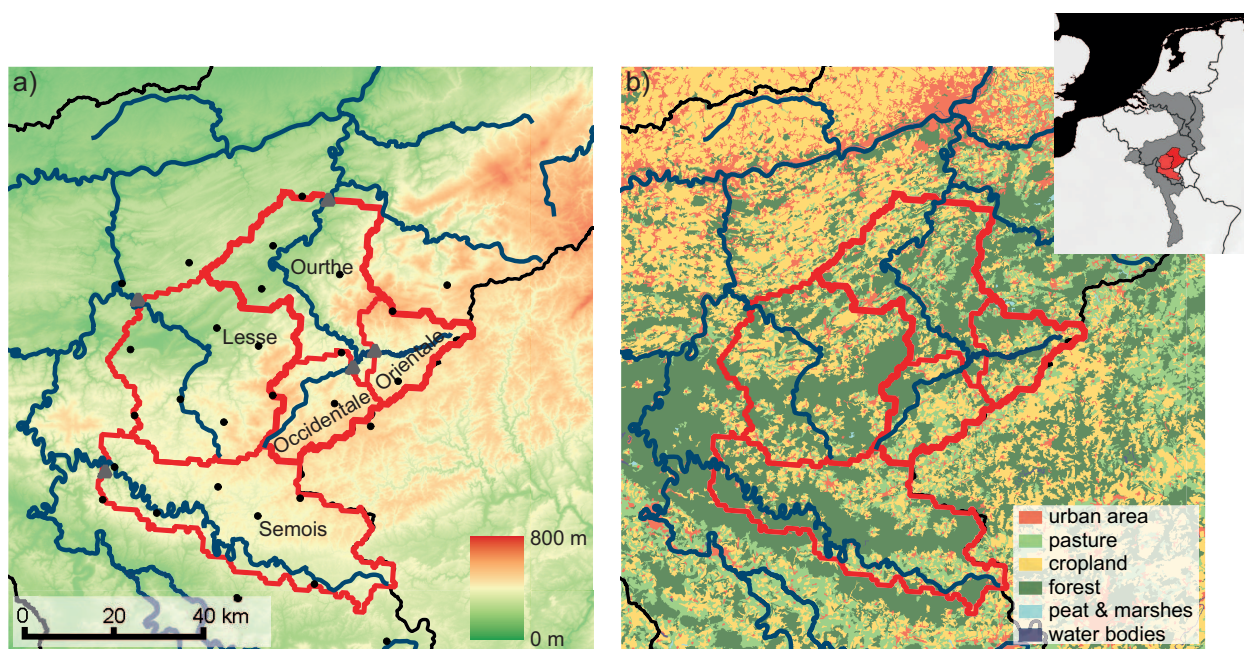 a)
Ourthe
Lesse
Orientale
Occidentale
Semois
800 m
0 m
0 20 40 km
b)
urban area
pasture
cropland
forest
peat & marshes
water bodies